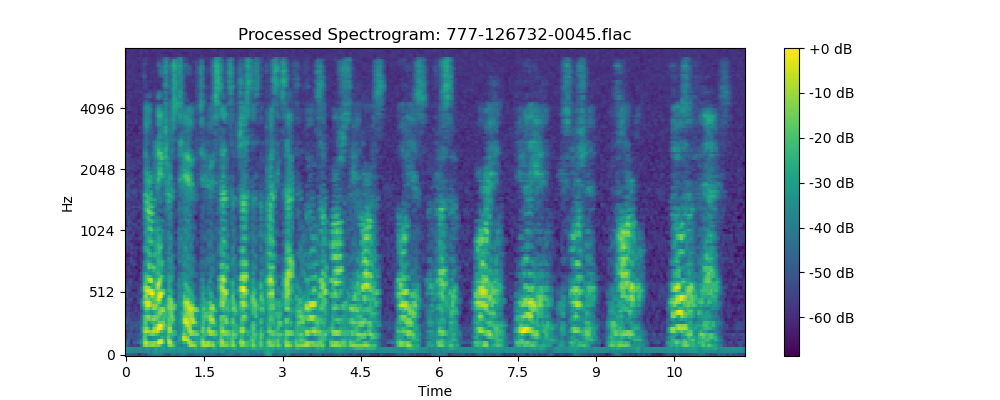 Processed Spectrogram: 777-126732-0045.flac
+0 dB
-10 dB
-20 dB
-30 dB
-40 dB
-50 dB
-60 dB
Hz
4096
2048
1024
512
0
0 1.5 3 4.5 6 7.5 9 10
Time